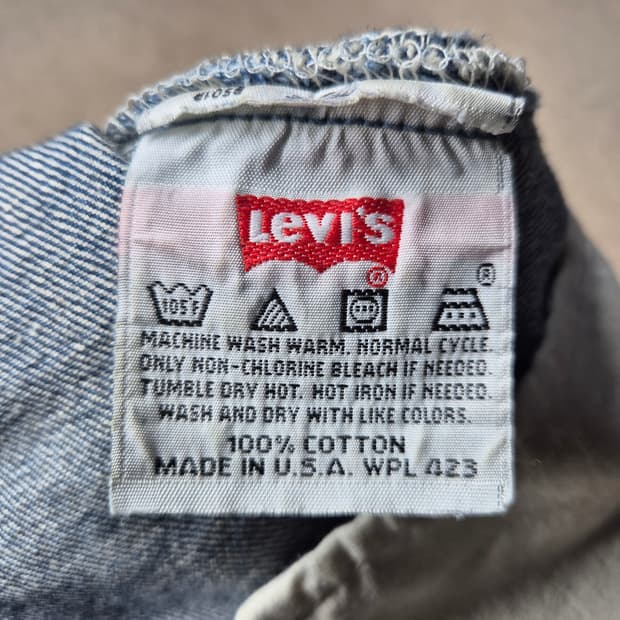 Levi's
®
®
105°F
MACHINE WASH WARM. NORMAL CYCLE.
ONLY NON-CHLORINE BLEACH IF NEEDED.
TUMBLE DRY HOT. HOT IRON IF NEEDED.
WASH AND DRY WITH LIKE COLORS.
100% COTTON
MADE IN U.S.A. WPL 423